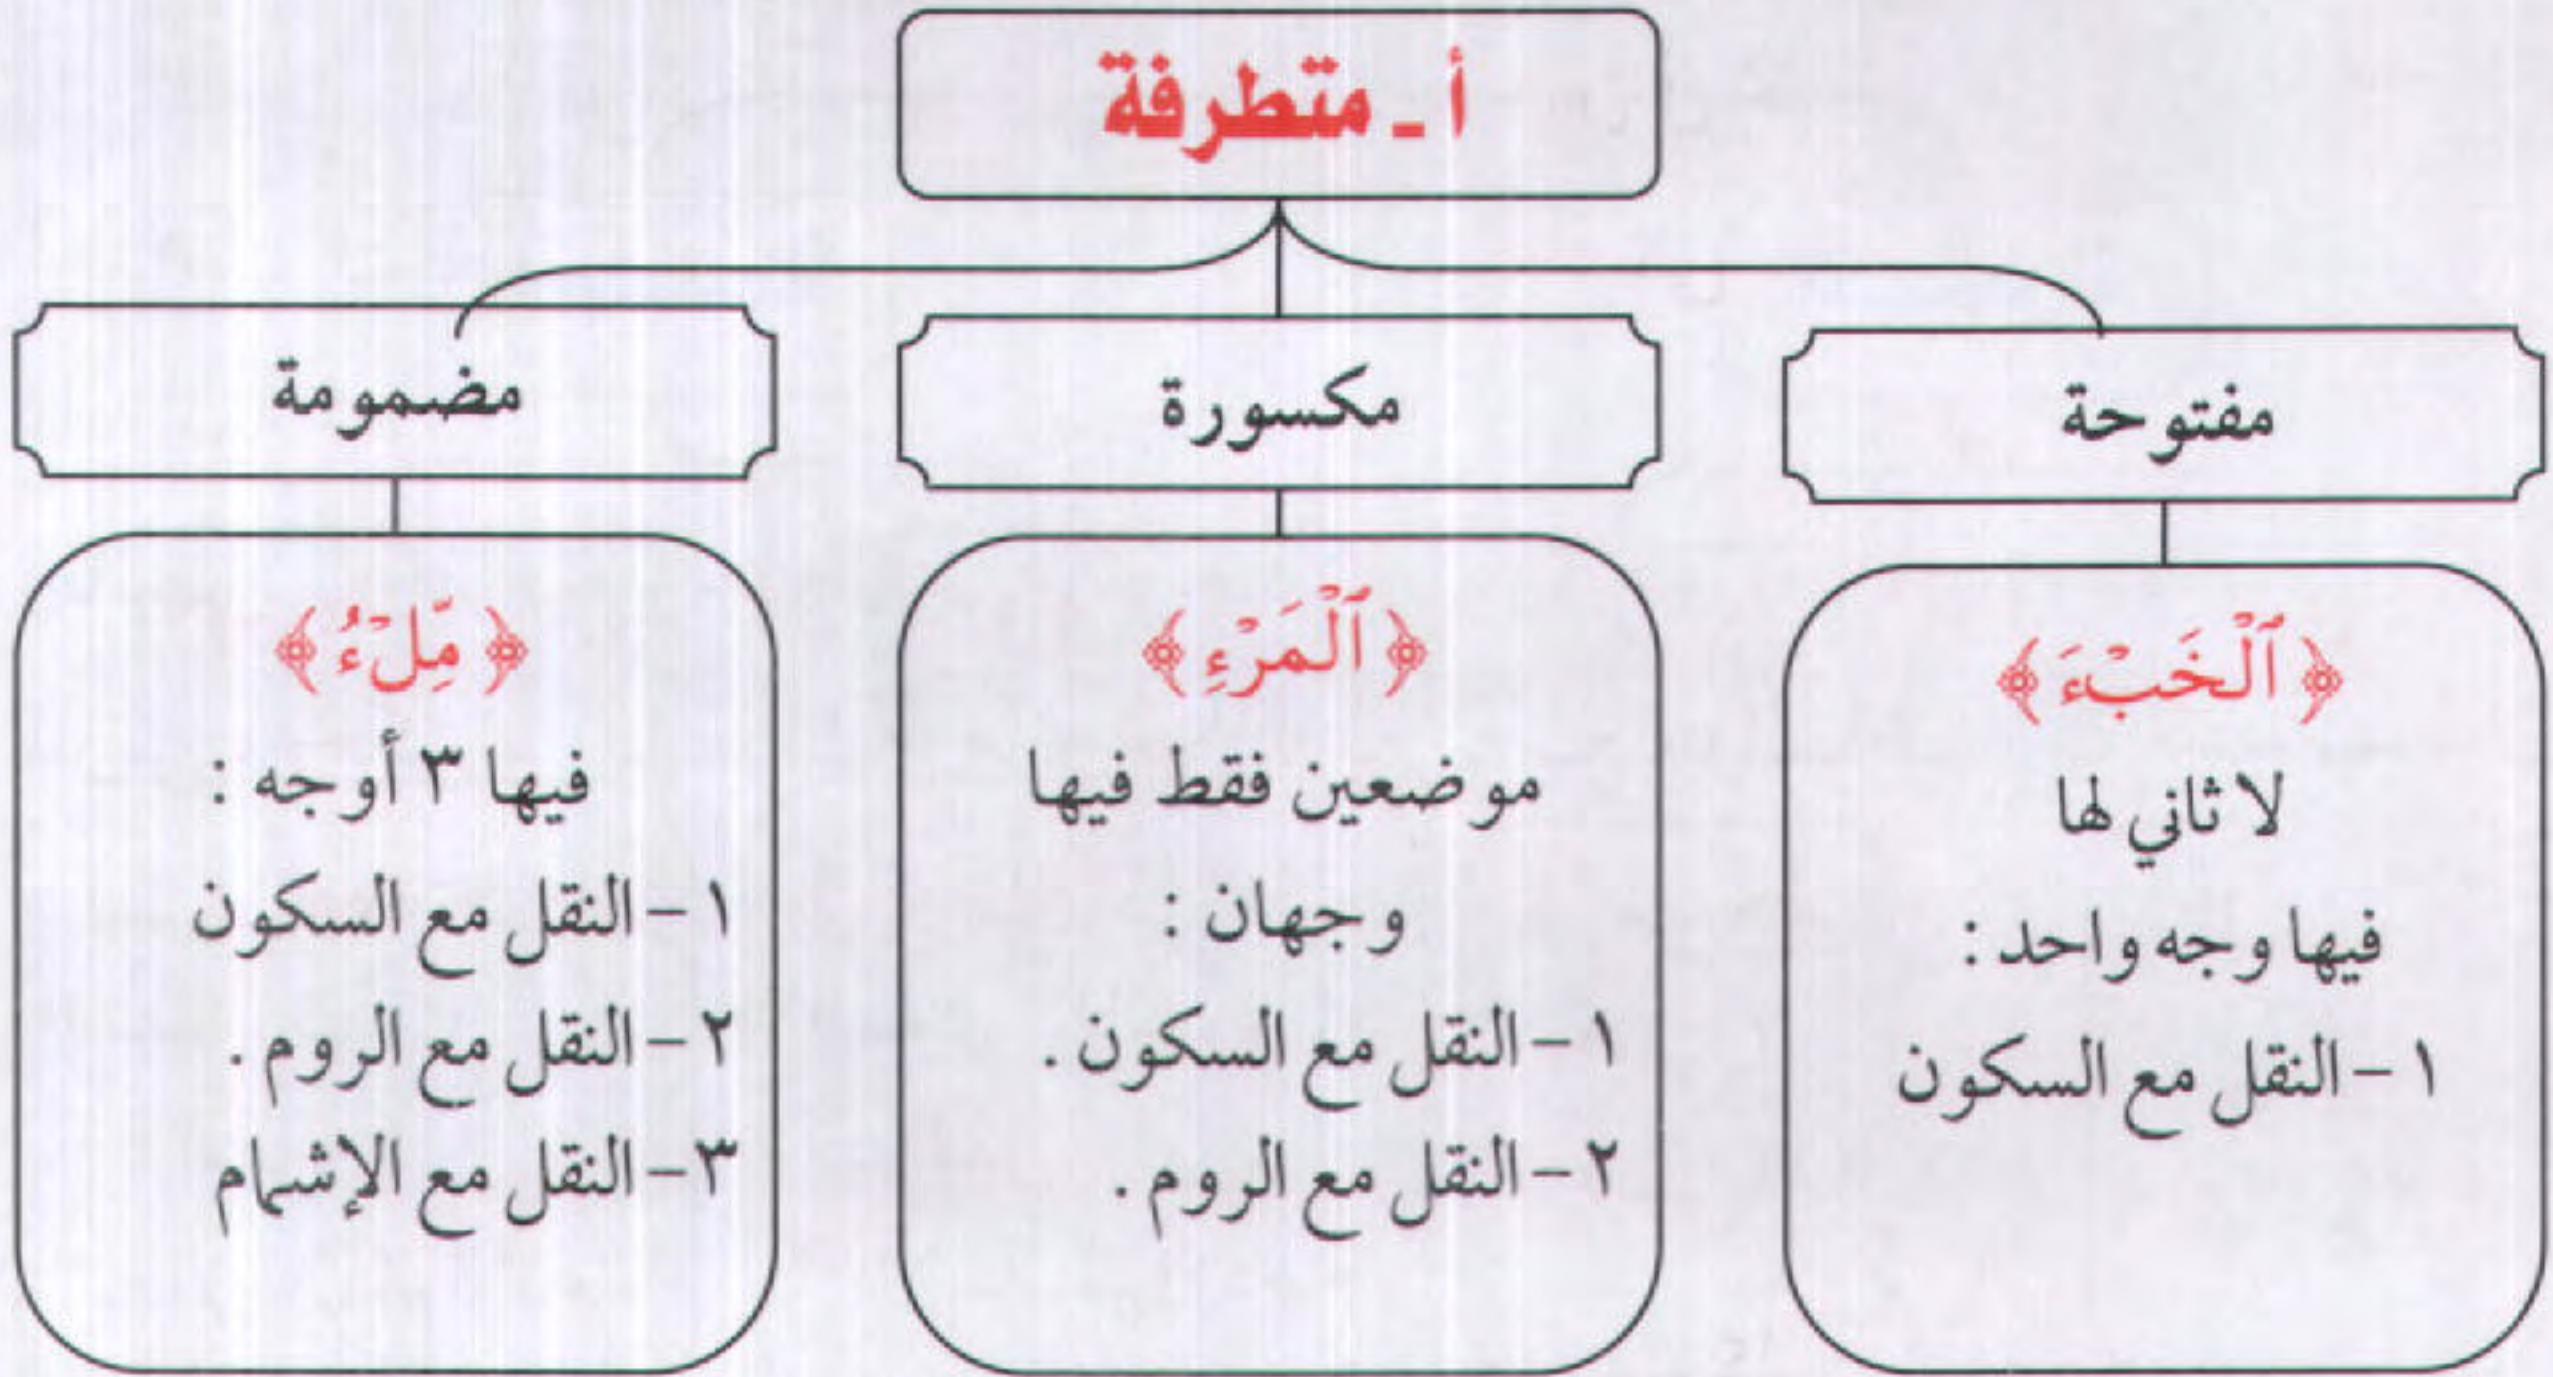 أ ـ متطرفة
مفتوحة
﴿ ٱلْخَبْءَ ﴾
لا ثاني لها
فيها وجه واحد :
١ – النقل مع السكون
مكسورة
﴿ ٱلْمَرْءِ ﴾
موضعين فقط فيها
وجهان :
١ – النقل مع السكون .
٢ – النقل مع الروم .
مضمومة
﴿ مِّلْءُ ﴾
فيها ٣ أوجه :
١ – النقل مع السكون
٢ – النقل مع الروم .
٣ – النقل مع الإشمام